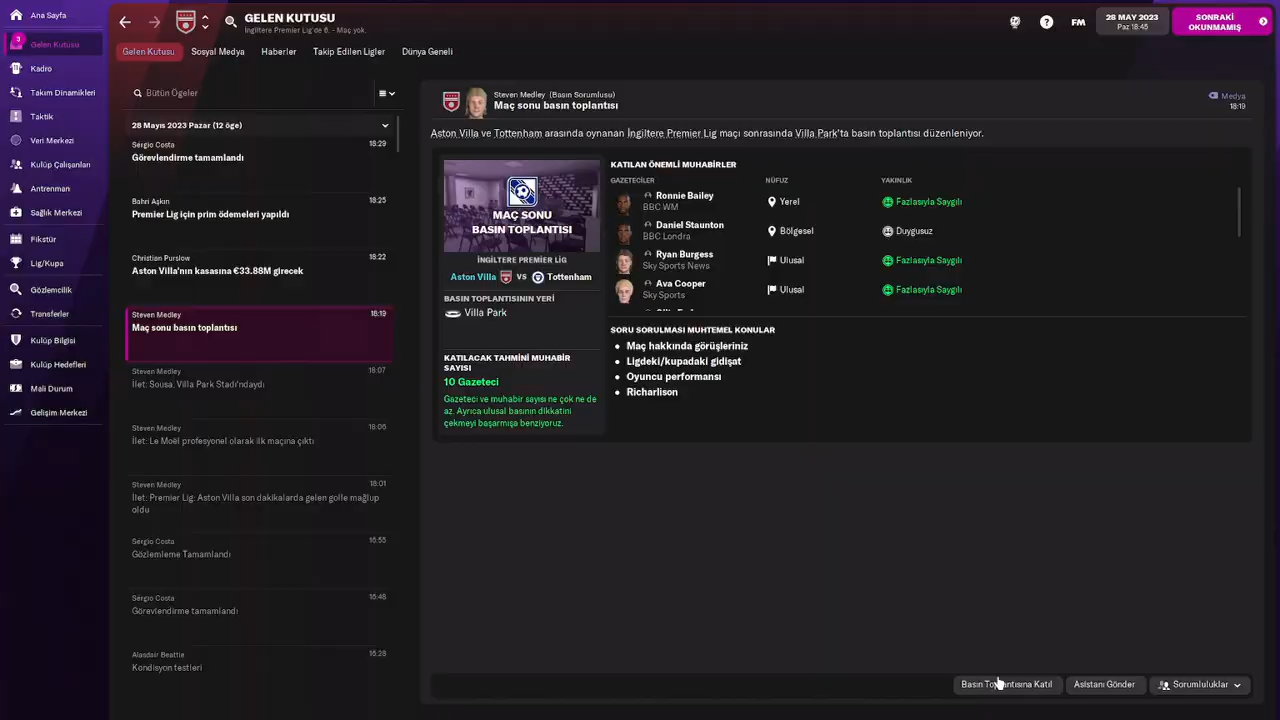 Ana Sayfa
3
Gelen Kutusu
Kadro
Takım Dinamikleri
Taktik
Veri Merkezi
Kulüp Çalışanları
Antrenman
Sağlık Merkezi
Fikstür
Lig/Kupa
Gözlemcilik
Transferler
Kulüp Bilgisi
Kulüp Hedefleri
Mali Durum
Gelişim Merkezi
GELEN KUTUSU
İngiltere Premier Lig'de 6. - Maç yok.
FM
28 MAY 2023
Paz 18:45
SONRAKİ
OKUNMAMIŞ
Gelen Kutusu
Sosyal Medya
Haberler
Takip Edilen Ligler
Dünya Geneli
Bütün Öğeler
28 Mayıs 2023 Pazar (12 öge)
Sérgio Costa 18:29
Görevlendirme tamamlandı
Bahri Aşkın 18:25
Premier Lig için prim ödemeleri yapıldı
Christian Purslow 18:22
Aston Villa'nın kasasına €33.88M girecek
Steven Medley 18:19
Maç sonu basın toplantısı
Steven Medley 18:07
İlet: Sousa, Villa Park Stadı'ndaydı
Steven Medley 18:06
İlet: Le Moël profesyonel olarak ilk maçına çıktı
Steven Medley 18:01
İlet: Premier Lig: Aston Villa son dakikalarda gelen golle mağlup
oldu
Sérgio Costa 16:55
Gözlemleme Tamamlandı
Sérgio Costa 16:48
Görevlendirme tamamlandı
Alasdair Beattie 16:28
Kondisyon testleri
Steven Medley (Basın Sorumlusu)
Maç sonu basın toplantısı
Medya
18:19
Aston Villa ve Tottenham arasında oynanan İngiltere Premier Lig maçı sonrasında Villa Park'ta basın toplantısı düzenleniyor.
MAÇ SONU
BASIN TOPLANTISI
İNGİLTERE PREMİER LİG
Aston Villa VS Tottenham
BASIN TOPLANTISININ YERİ
Villa Park
KATILACAK TAHMİNİ MUHABİR
SAYISI
10 Gazeteci
Gazeteci ve muhabir sayısı ne çok ne de
az. Ayrıca ulusal basının dikkatini
çekmeyi başarmışa benziyoruz.
KATILAN ÖNEMLİ MUHABİRLER
GAZETECİLER NÜFUZ YAKINLIK
Ronnie Bailey
BBC WM
Yerel
Fazlasıyla Saygılı
Daniel Staunton
BBC Londra
Bölgesel
Duygusuz
Ryan Burgess
Sky Sports News
Ulusal
Fazlasıyla Saygılı
Ava Cooper
Sky Sports
Ulusal
Fazlasıyla Saygılı
SORU SORULMASI MUHTEMEL KONULAR
Maç hakkında görüşleriniz
Ligdeki/kupadaki gidişat
Oyuncu performansı
Richarlison
Basın Toplantısına Katıl
Asistanı Gönder
Sorumluluklar